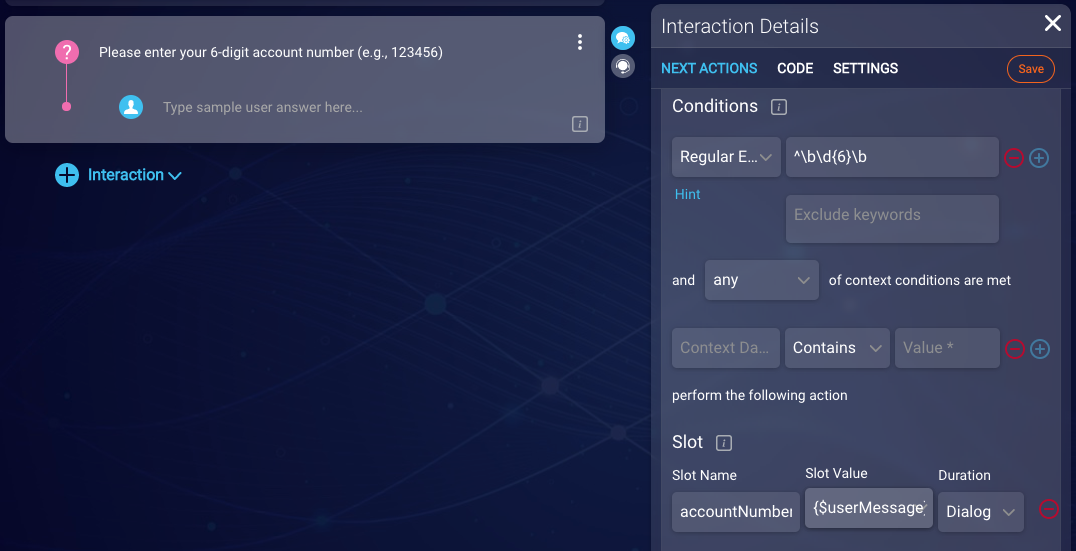 Please enter your 6-digit account number (e.g., 123456)
Type sample user answer here...
Interaction
Interaction Details
NEXT ACTIONS CODE SETTINGS Save
Conditions
Regular E... ^\b\d{6}\b
Hint
Exclude keywords
and any of context conditions are met
Context Da... Contains Value *
perform the following action
Slot
Slot Name Slot Value Duration
accountNumber {$userMessage} Dialog